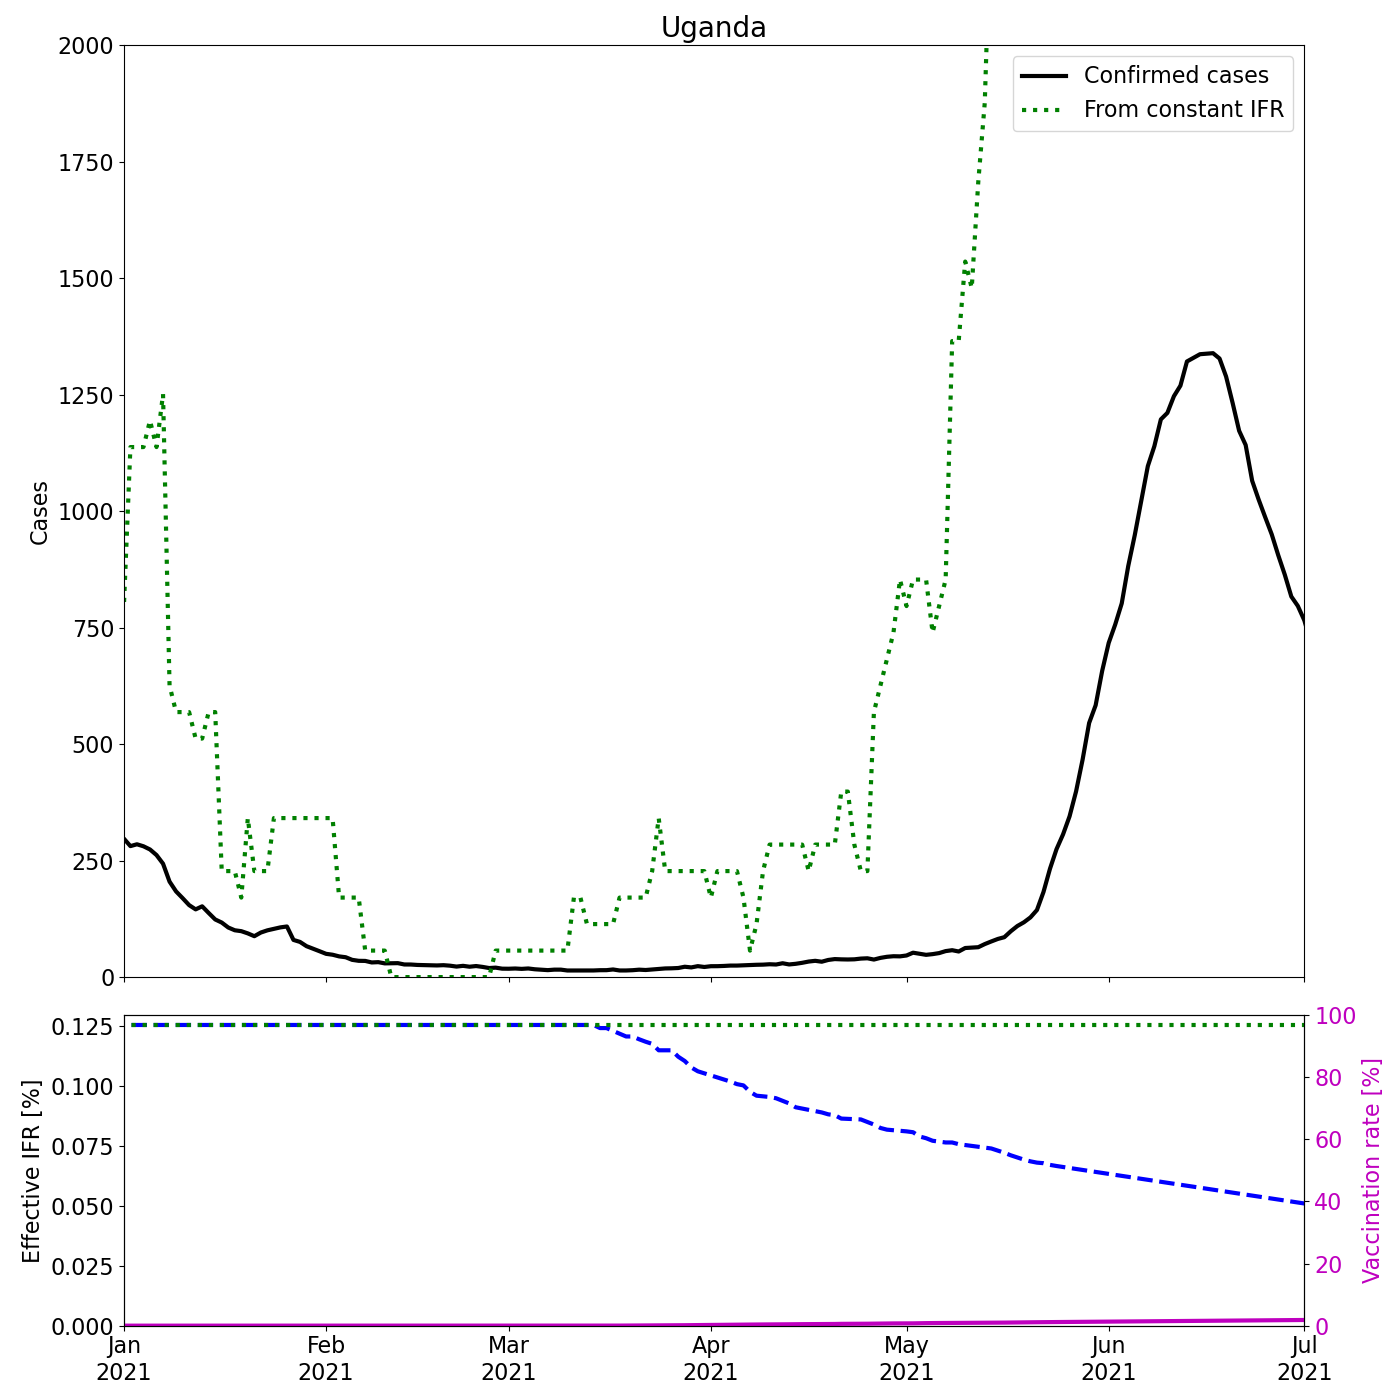 Uganda
2000
1750
1500
1250
1000
750
500
250
0
Cases
Confirmed cases
From constant IFR
0.125
0.100
0.075
0.050
0.025
0.000
Effective IFR [%]
100
80
60
40
20
0
Vaccination rate [%]
Jan Feb Mar Apr May Jun Jul
2021 2021 2021 2021 2021 2021 2021